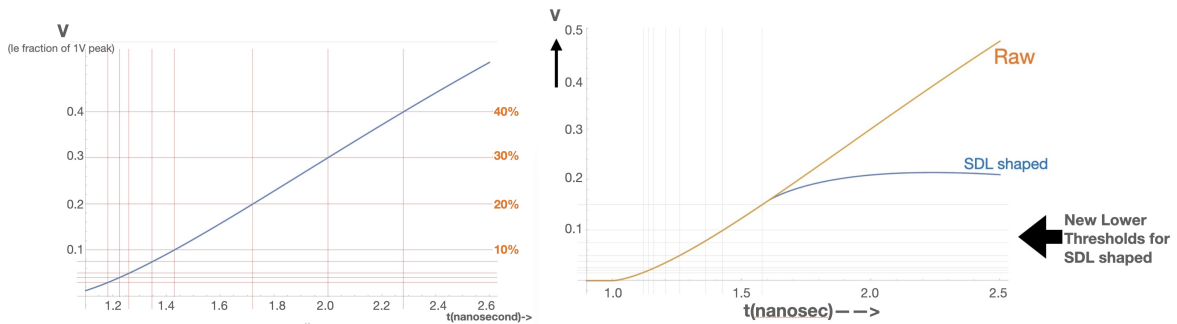 V
(Ie fraction of 1V peak)
0.4
0.3
0.2
0.1
40%
30%
20%
10%
1.2
1.4
1.6
1.8
2.0
2.2
2.4
2.6
t(nanosecond)->
V
0.5
0.4
0.3
0.2
0.1
Raw
SDL shaped
New Lower
Thresholds for
SDL shaped
1.0
1.5
2.0
2.5
t(nanosec)— —>